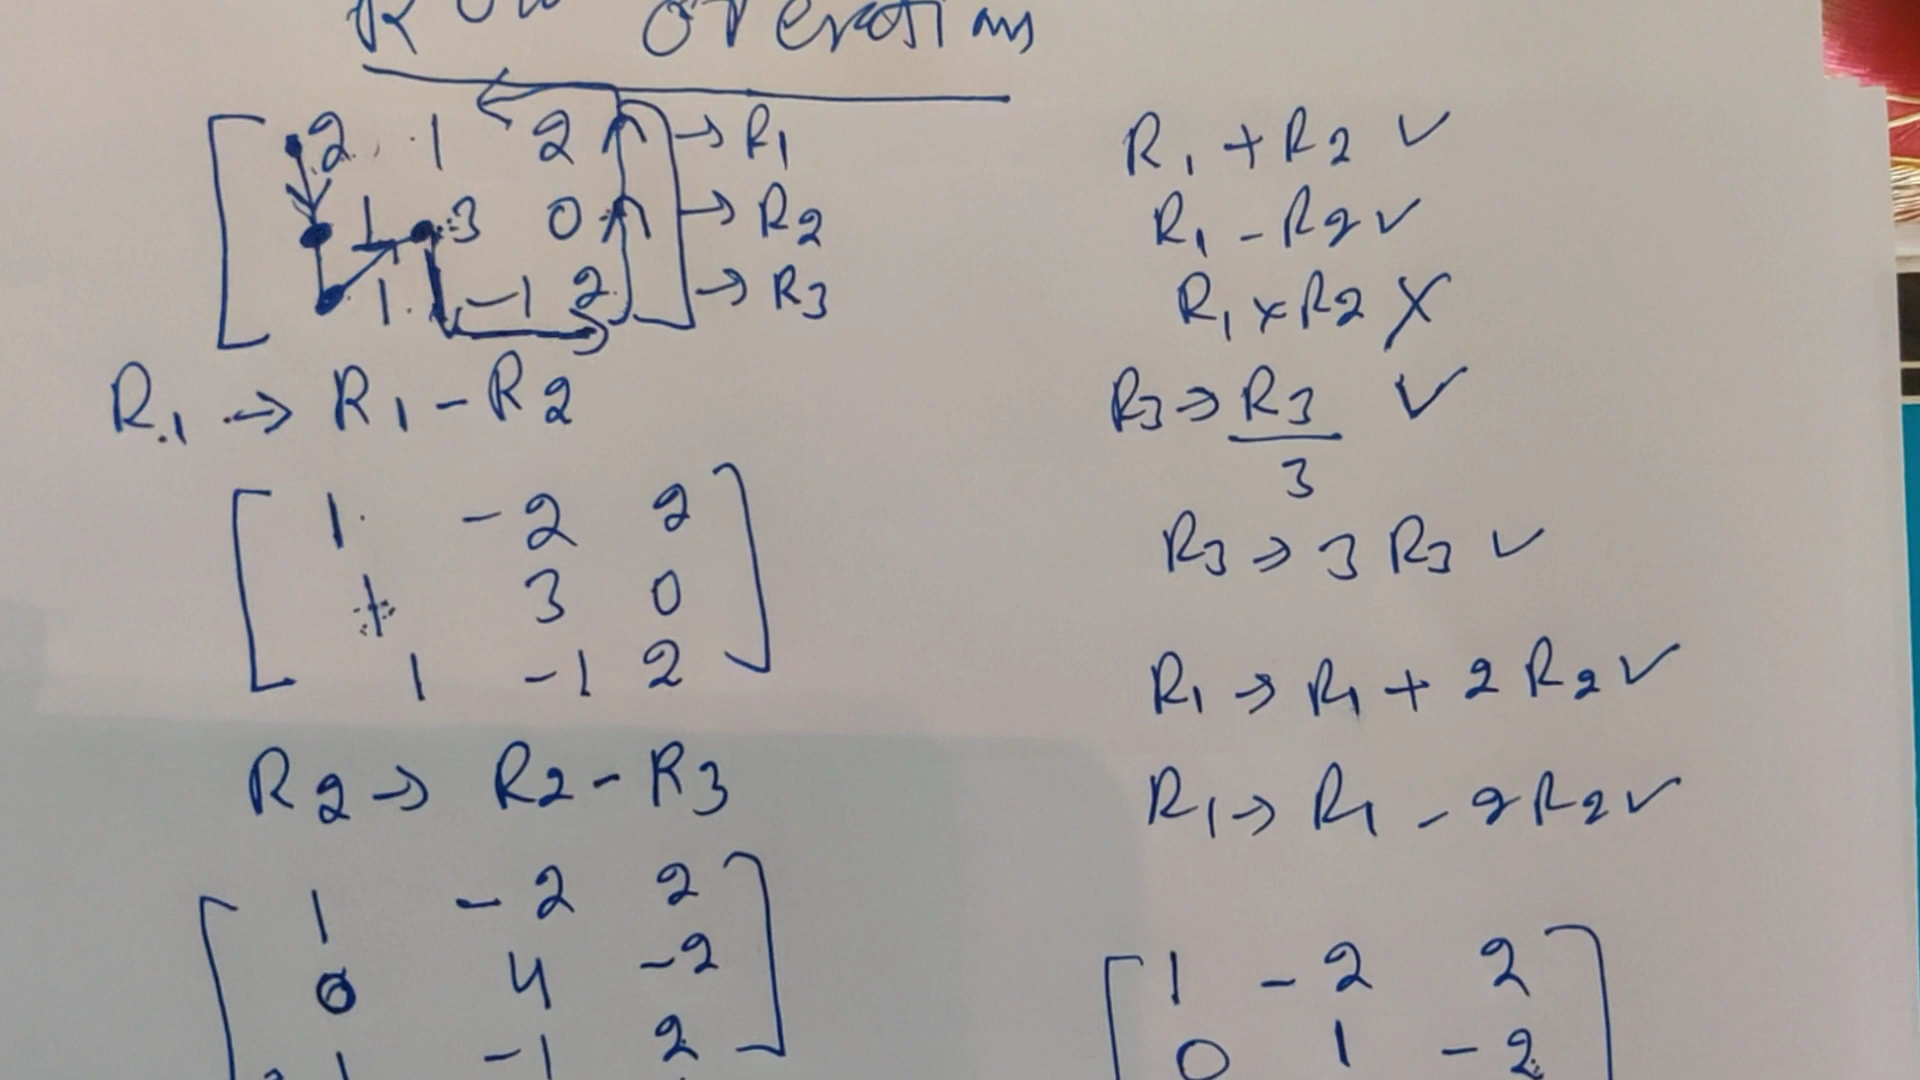 Row operations
2 1 2 → R1
1 3 0 → R2
1 -1 2 → R3
R1 → R1 - R2
1 -2 2
1 3 0
1 -1 2
R2 → R2 - R3
1 -2 2
0 4 -2
1 -1 2
R1 + R2 ✓
R1 - R2 ✓
R1 x R2 X
R3 → R3/3 ✓
R3 → 3 R3 ✓
R1 → R1 + 2 R2 ✓
R1 → R1 - 2R2 ✓
1 -2 2
0 1 -2